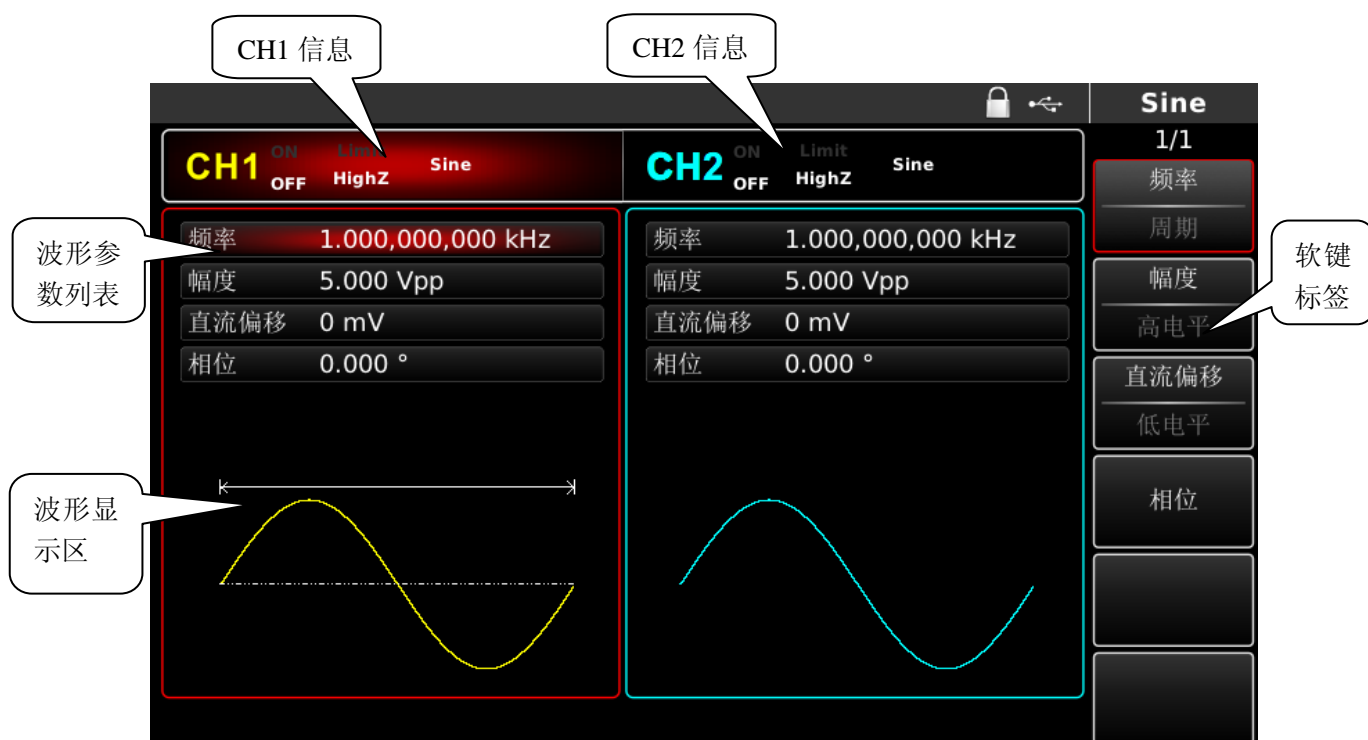 CH1 信息
CH2 信息
Sine
1/1
CH1
ON
OFF
Limit
HighZ
Sine
CH2
ON
OFF
Limit
HighZ
Sine
波形参
数列表
频率 1.000,000,000 kHz
幅度 5.000 Vpp
直流偏移 0 mV
相位 0.000 °
频率 1.000,000,000 kHz
幅度 5.000 Vpp
直流偏移 0 mV
相位 0.000 °
频率
周期
幅度
高电平
直流偏移
低电平
相位
软键
标签
波形显
示区